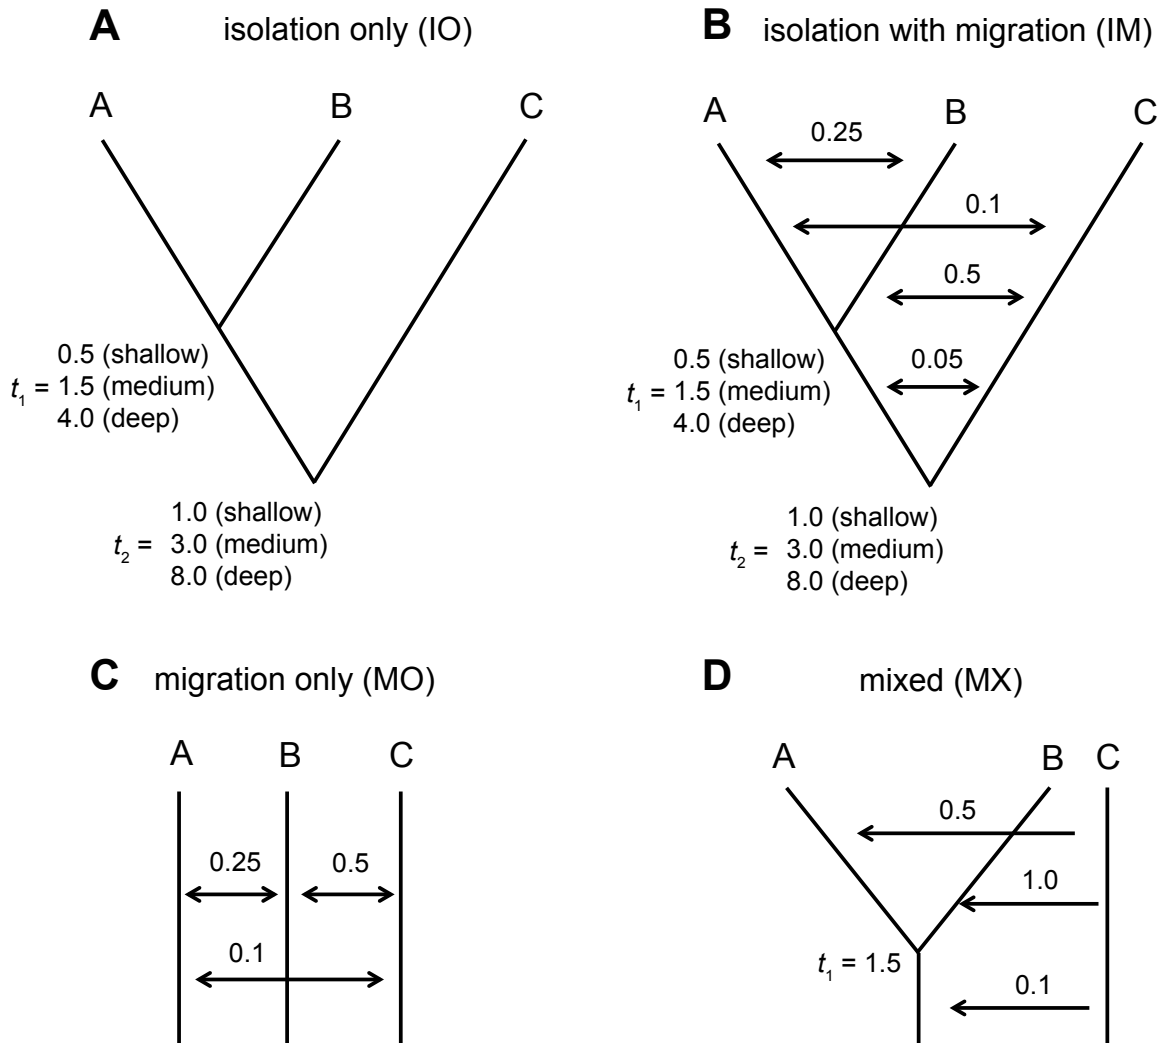 A isolation only (IO)
A B C
0.5 (shallow)
t1 = 1.5 (medium)
4.0 (deep)
1.0 (shallow)
t2 = 3.0 (medium)
8.0 (deep)
B isolation with migration (IM)
A B C
0.25
0.1
0.5
0.05
0.5 (shallow)
t1 = 1.5 (medium)
4.0 (deep)
1.0 (shallow)
t2 = 3.0 (medium)
8.0 (deep)
C migration only (MO)
A B C
0.25 0.5
0.1
D mixed (MX)
A B C
0.5
1.0
t1 = 1.5
0.1